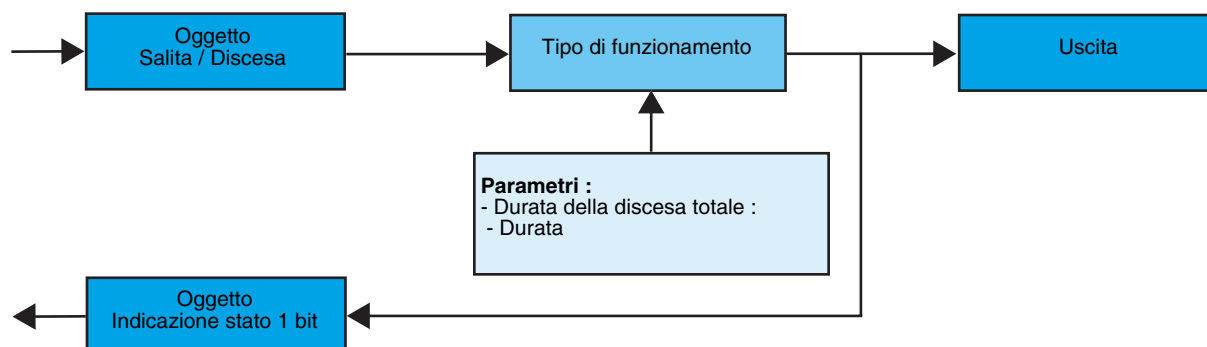 Oggetto
Salita / Discesa
Tipo di funzionamento
Uscita
Parametri :
- Durata della discesa totale :
- Durata
Oggetto
Indicazione stato 1 bit